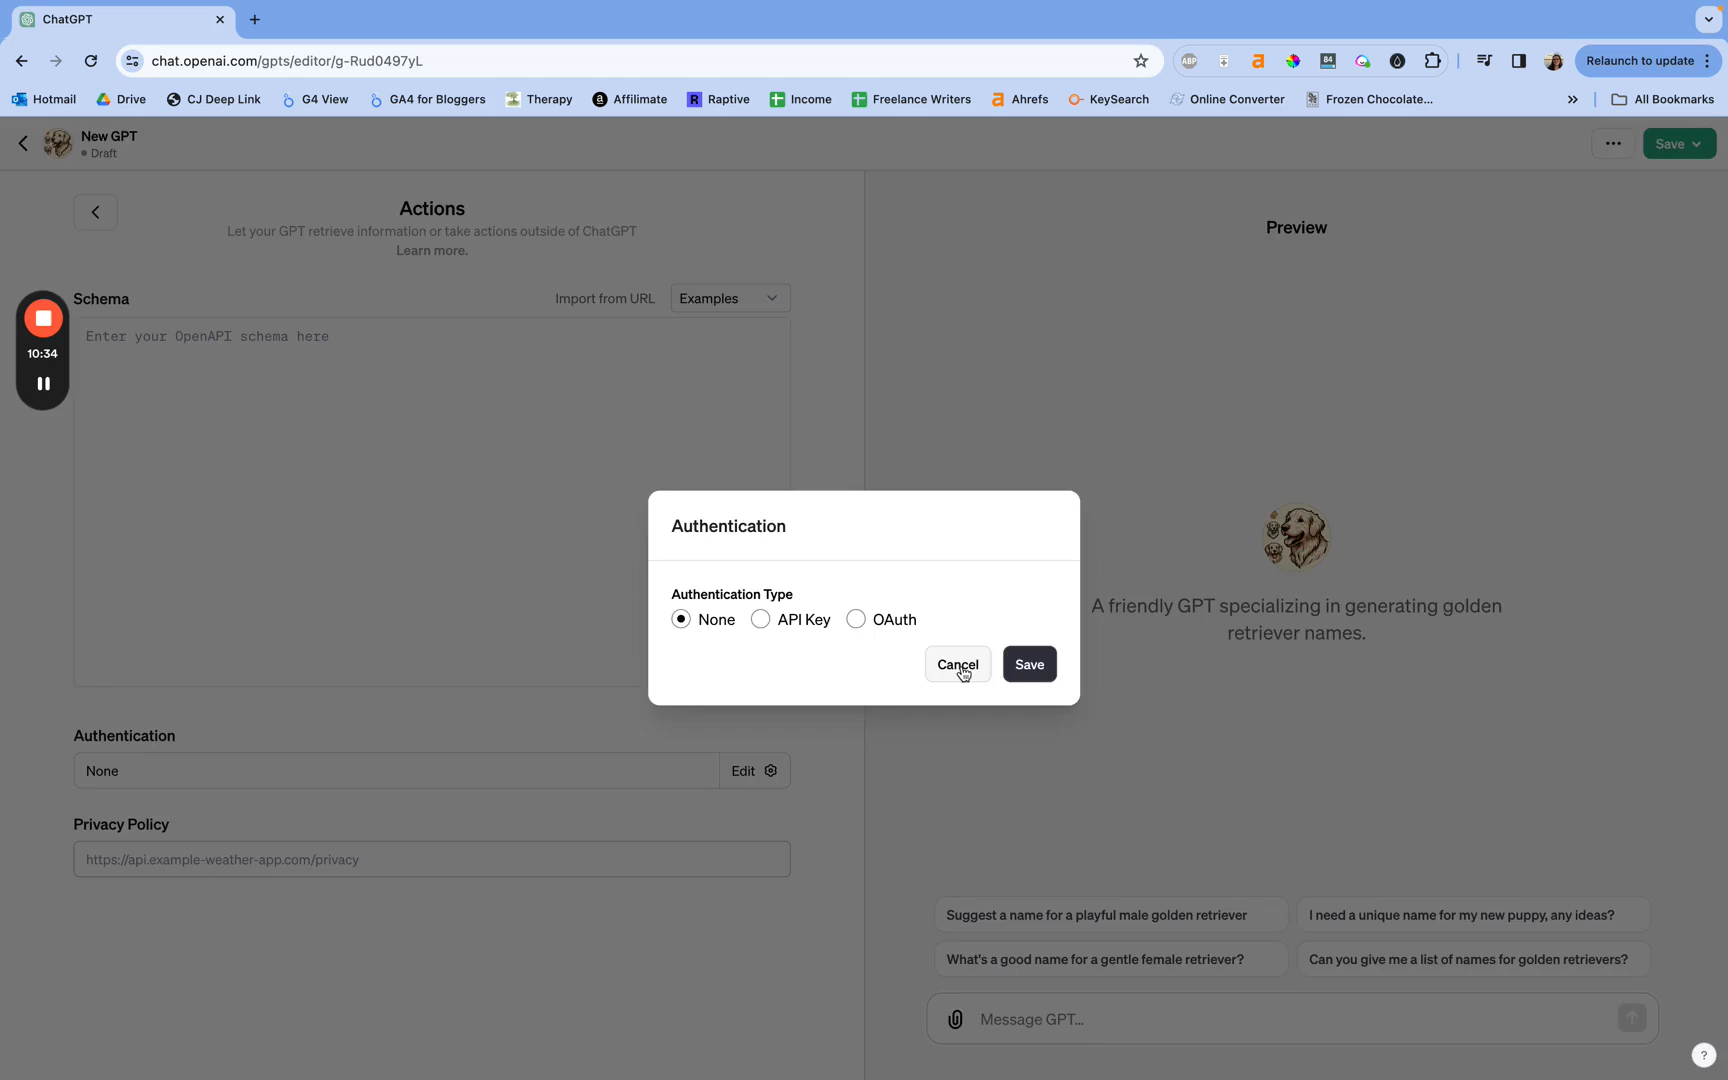 ChatGPT
chat.openai.com/gpts/editor/g-Rud0497yL
ABP
84
Relaunch to update
Hotmail
Drive
CJ Deep Link
G4 View
GA4 for Bloggers
Therapy
Affilimate
Raptive
Income
Freelance Writers
Ahrefs
KeySearch
Online Converter
Frozen Chocolate...
All Bookmarks
New GPT
Draft
Save
Actions
Let your GPT retrieve information or take actions outside of ChatGPT
Learn more.
Preview
Schema
Import from URL
Examples
Enter your OpenAPI schema here
10:34
Authentication
Authentication Type
None
API Key
OAuth
Cancel
Save
A friendly GPT specializing in generating golden
retriever names.
Authentication
None
Edit
Privacy Policy
https://api.example-weather-app.com/privacy
Suggest a name for a playful male golden retriever
I need a unique name for my new puppy, any ideas?
What's a good name for a gentle female retriever?
Can you give me a list of names for golden retrievers?
Message GPT...
?